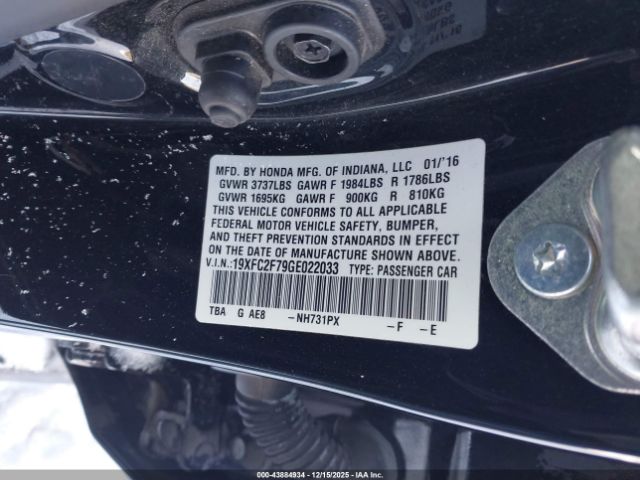 MFD. BY HONDA MFG. OF INDIANA, LLC 01/'16
GVWR 3737LBS GAWR F 1984LBS R 1786LBS
GVWR 1695KG GAWR F 900KG R 810KG
THIS VEHICLE CONFORMS TO ALL APPLICABLE
FEDERAL MOTOR VEHICLE SAFETY, BUMPER,
AND THEFT PREVENTION STANDARDS IN EFFECT
ON THE DATE OF MANUFACTURE SHOWN ABOVE.
V.I.N.:19XFC2F79GE022033 TYPE: PASSENGER CAR
TBA G AE8 -NH731PX -F -E
00-43884934 | 12/15/2025 | IAA Inc.